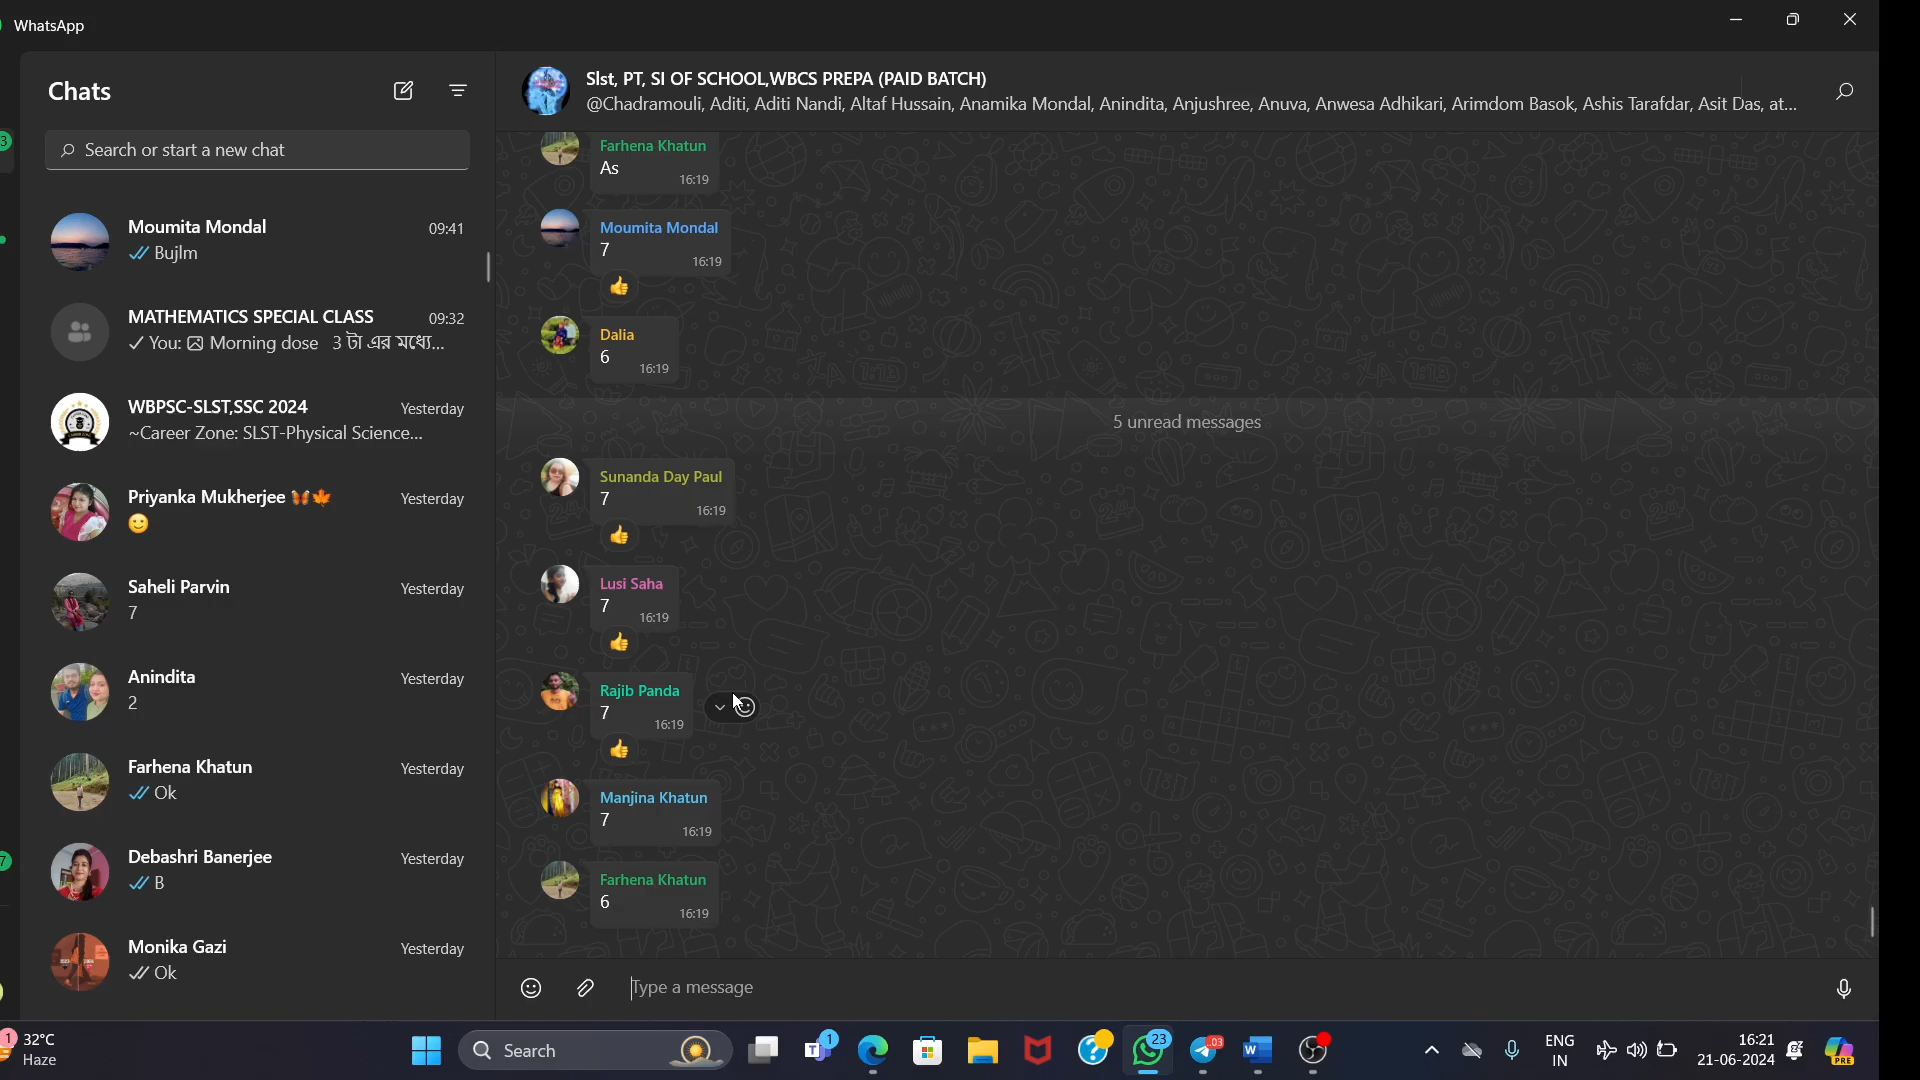 WhatsApp
Chats
Search or start a new chat
Moumita Mondal 09:41
Bujlm
MATHEMATICS SPECIAL CLASS 09:32
You: Morning dose 3 টা এর মধ্যে...
WBPSC-SLST,SSC 2024 Yesterday
~Career Zone: SLST-Physical Science...
Priyanka Mukherjee 🦋🍁 Yesterday
🙂
Saheli Parvin Yesterday
7
Anindita Yesterday
2
Farhena Khatun Yesterday
Ok
Debashri Banerjee Yesterday
B
Monika Gazi Yesterday
Ok
Slst, PT, SI OF SCHOOL,WBCS PREPA (PAID BATCH)
@Chadramouli, Aditi, Aditi Nandi, Altaf Hussain, Anamika Mondal, Anindita, Anjushree, Anuva, Anwesa Adhikari, Arimdom Basok, Ashis Tarafdar, Asit Das, at...
Farhena Khatun
As
16:19
Moumita Mondal
7
16:19
👍
Dalia
6
16:19
5 unread messages
Sunanda Day Paul
7
16:19
👍
Lusi Saha
7
16:19
👍
Rajib Panda
7
16:19
👍
Manjina Khatun
7
16:19
Farhena Khatun
6
16:19
Type a message
1
32°C
Haze
Search
1
23
.03
ENG
IN
16:21
21-06-2024
PRE